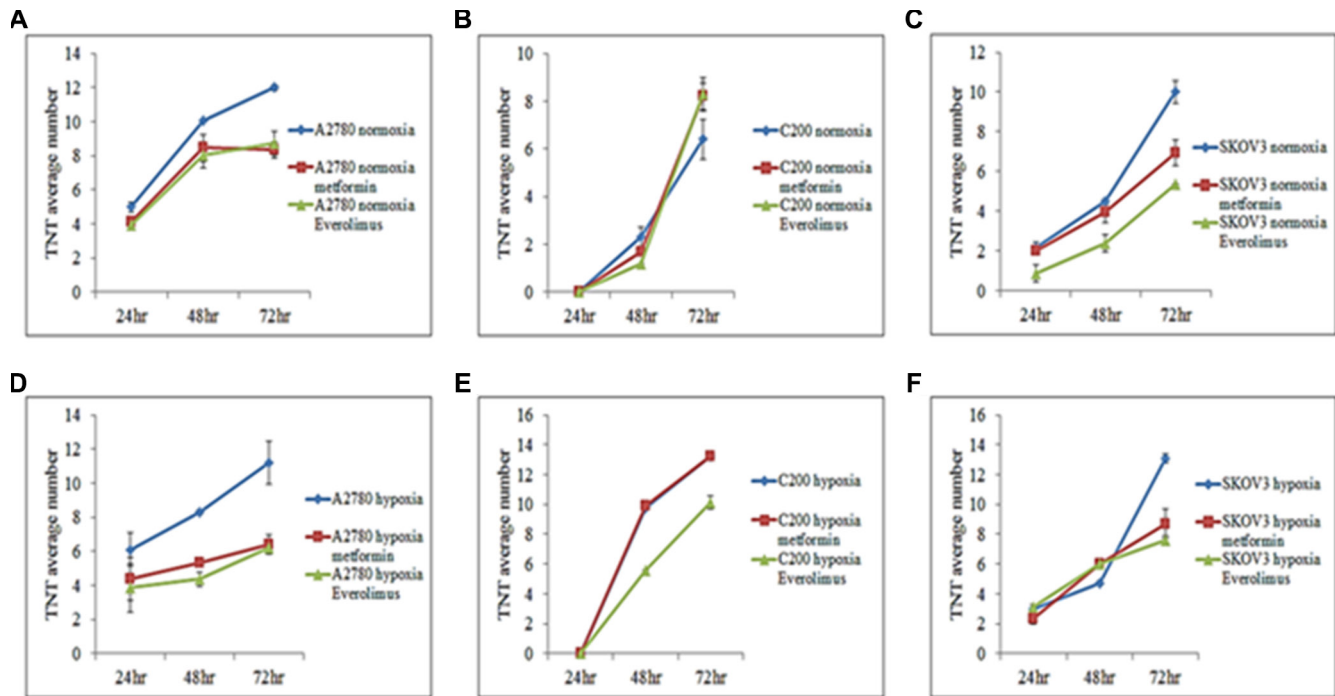 A
TNT average number
14
12
10
8
6
4
2
0
24hr 48hr 72hr
A2780 normoxia
A2780 normoxia
metformin
A2780 normoxia
Everolimus
B
TNT average number
10
8
6
4
2
0
24hr 48hr 72hr
C200 normoxia
C200 normoxia
metformin
C200 normoxia
Everolimus
C
TNT average number
12
10
8
6
4
2
0
24hr 48hr 72hr
SKOV3 normoxia
SKOV3 normoxia
metformin
SKOV3 normoxia
Everolimus
D
TNT average number
14
12
10
8
6
4
2
0
24hr 48hr 72hr
A2780 hypoxia
A2780 hypoxia
metformin
A2780 hypoxia
Everolimus
E
TNT average number
16
14
12
10
8
6
4
2
0
24hr 48hr 72hr
C200 hypoxia
C200 hypoxia
metformin
C200 hypoxia
Everolimus
F
TNT average number
16
14
12
10
8
6
4
2
0
24hr 48hr 72hr
SKOV3 hypoxia
SKOV3 hypoxia
metformin
SKOV3 hypoxia
Everolimus